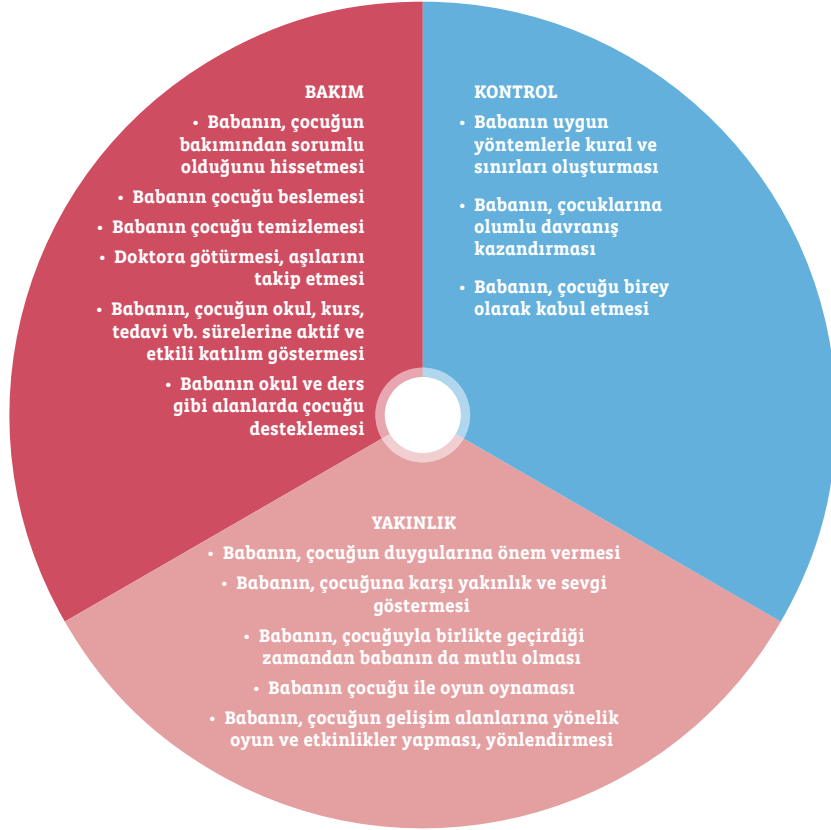 BAKIM
• Babanın, çocuğun
bakımından sorumlu
olduğunu hissetmesi
• Babanın çocuğu beslemesi
• Babanın çocuğu temizlemesi
• Doktora götürmesi, aşılarını
takip etmesi
• Babanın, çocuğun okul, kurs,
tedavi vb. sürelerine aktif ve
etkili katılım göstermesi
• Babanın okul ve ders
gibi alanlarda çocuğu
desteklemesi
KONTROL
• Babanın uygun
yöntemlerle kural ve
sınırları oluşturması
• Babanın, çocuklarına
olumlu davranış
kazandırması
• Babanın, çocuğu birey
olarak kabul etmesi
YAKINLIK
• Babanın, çocuğun duygularına önem vermesi
• Babanın, çocuğuna karşı yakınlık ve sevgi
göstermesi
• Babanın, çocuğuyla birlikte geçirdiği
zamandan babanın da mutlu olması
• Babanın çocuğu ile oyun oynaması
• Babanın, çocuğun gelişim alanlarına yönelik
oyun ve etkinlikler yapması, yönlendirmesi